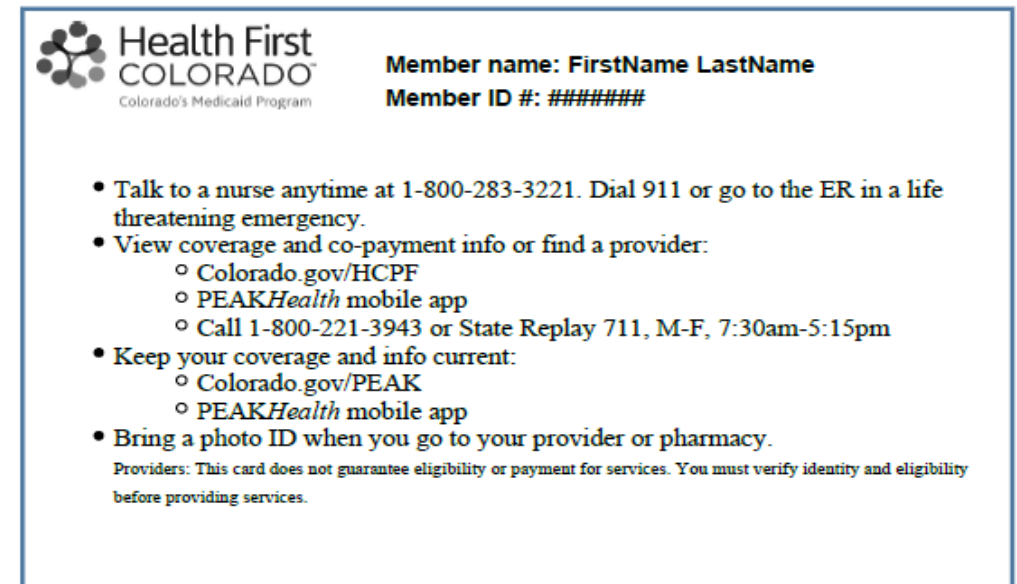 Health First
COLORADO™
Colorado's Medicaid Program
Member name: FirstName LastName
Member ID #: #######
• Talk to a nurse anytime at 1-800-283-3221. Dial 911 or go to the ER in a life
threatening emergency.
• View coverage and co-payment info or find a provider:
○ Colorado.gov/HCPF
○ PEAKHealth mobile app
○ Call 1-800-221-3943 or State Replay 711, M-F, 7:30am-5:15pm
• Keep your coverage and info current:
○ Colorado.gov/PEAK
○ PEAKHealth mobile app
• Bring a photo ID when you go to your provider or pharmacy.
Providers: This card does not guarantee eligibility or payment for services. You must verify identity and eligibility
before providing services.